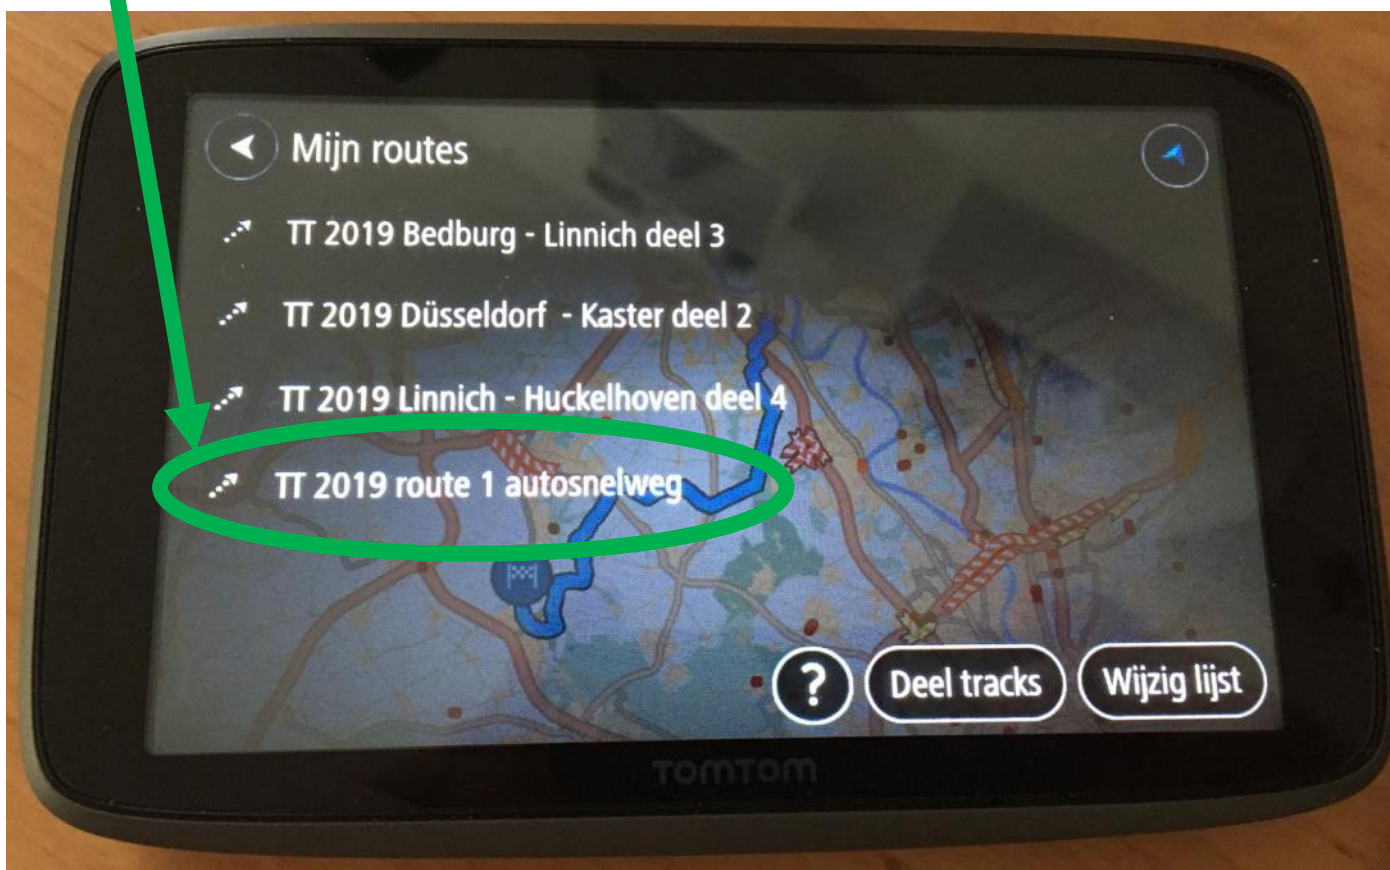 Mijn routes
TT 2019 Bedburg - Linnich deel 3
TT 2019 Düsseldorf - Kaster deel 2
TT 2019 Linnich - Huckelhoven deel 4
TT 2019 route 1 autosnelweg
?
Deel tracks
Wijzig lijst
TOMTOM